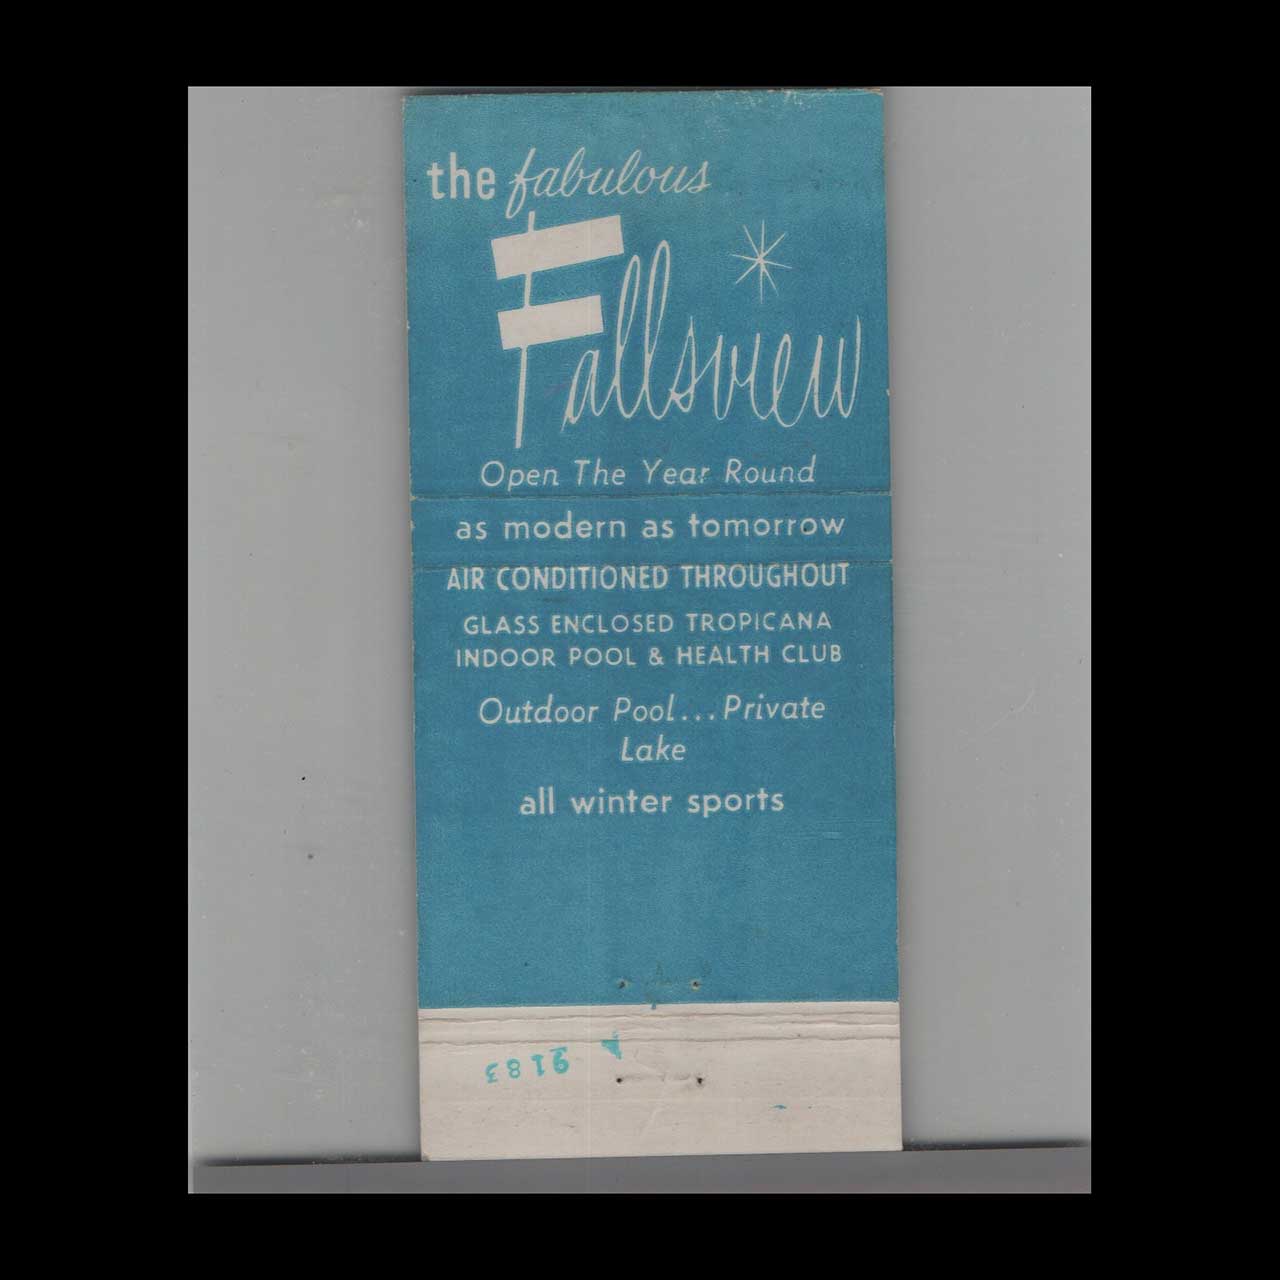 the fabulous
Fallsview
Open The Year Round
as modern as tomorrow
AIR CONDITIONED THROUGHOUT
GLASS ENCLOSED TROPICANA
INDOOR POOL & HEALTH CLUB
Outdoor Pool...Private
Lake
all winter sports